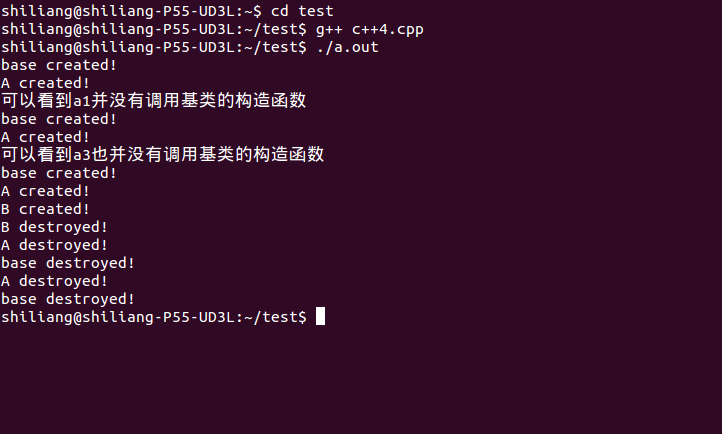 shiliang@shiliang-P55-UD3L:~$ cd test
shiliang@shiliang-P55-UD3L:~/test$ g++ c++4.cpp
shiliang@shiliang-P55-UD3L:~/test$ ./a.out
base created!
A created!
可以看到a1并没有调用基类的构造函数
base created!
A created!
可以看到a3也并没有调用基类的构造函数
base created!
A created!
B created!
B destroyed!
A destroyed!
base destroyed!
A destroyed!
base destroyed!
shiliang@shiliang-P55-UD3L:~/test$